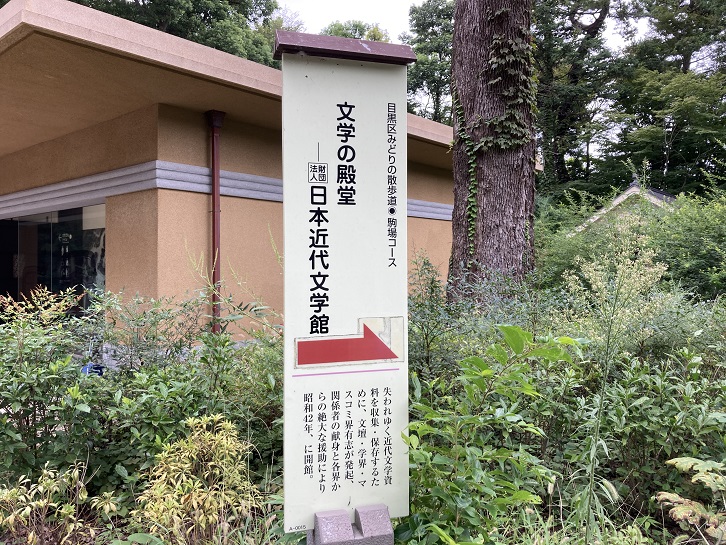 目黒区みどりの散歩道●駒場コース
文学の殿堂
―財団法人日本近代文学館
失われゆく近代文学資
料を収集・保存するた
めに、文壇・学界・マ
スコミ界有志が発起、
関係者の献身と各界か
らの絶大な援助により
昭和42年、に開館。
A-0065